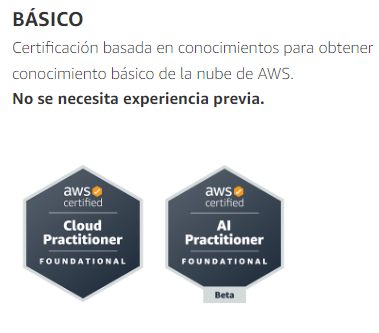 BÁSICO
Certificación basada en conocimientos para obtener
conocimiento básico de la nube de AWS.
No se necesita experiencia previa.
aws
certified
Cloud
Practitioner
FOUNDATIONAL
aws
certified
AI
Practitioner
FOUNDATIONAL
Beta